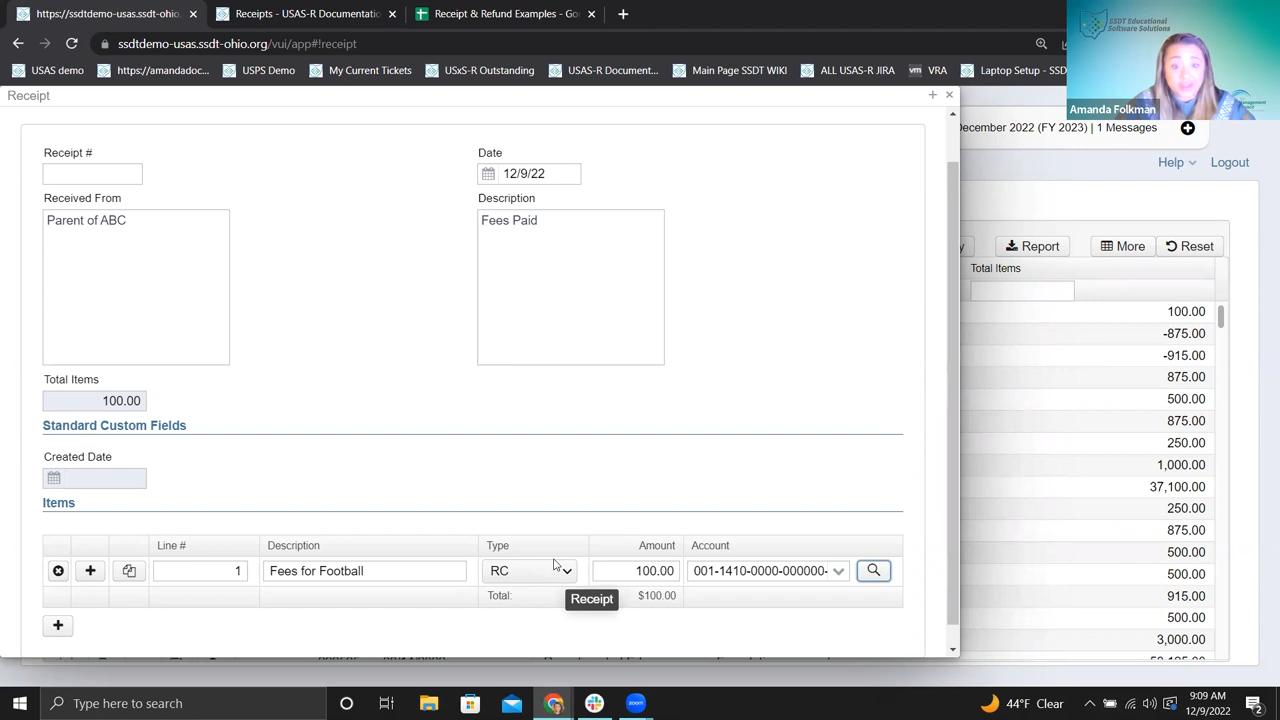 https://ssdtdemo-usas.ssdt-ohio.
Receipts - USAS-R Documentation
Receipt & Refund Examples - Goo
ssdtdemo-usas.ssdt-ohio.org/vui/app#!receipt
USAS demo
https://amandadoc...
USPS Demo
My Current Tickets
USxS-R Outstanding
USAS-R Document...
Main Page SSDT WIKI
ALL USAS-R JIRA
VRA
Laptop Setup - SSD
SSDT Educational
Software Solutions
Management
Amanda Folkman
Receipt
December 2022 (FY 2023) | 1 Messages
Help
Logout
Receipt #
Date
12/9/22
Received From
Description
Parent of ABC
Fees Paid
Total Items
100.00
Standard Custom Fields
Created Date
Items
Line #
Description
Type
Amount
Account
1
Fees for Football
RC
100.00
001-1410-0000-000000-
Total:
$100.00
Receipt
Report
More
Reset
Total Items
100.00
-875.00
-915.00
875.00
500.00
875.00
250.00
1,000.00
37,100.00
250.00
875.00
500.00
500.00
915.00
500.00
3,000.00
Type here to search
zoom
44°F Clear
9:09 AM
12/9/2022
2